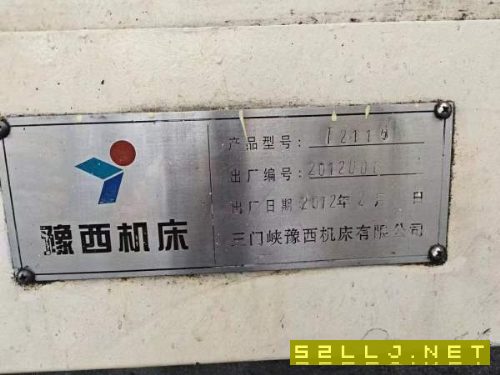 豫西机床
产品型号:
出厂编号: 201200
出厂日期 2012年 月 日
三门峡豫西机床有限公司
52LLJ.NET